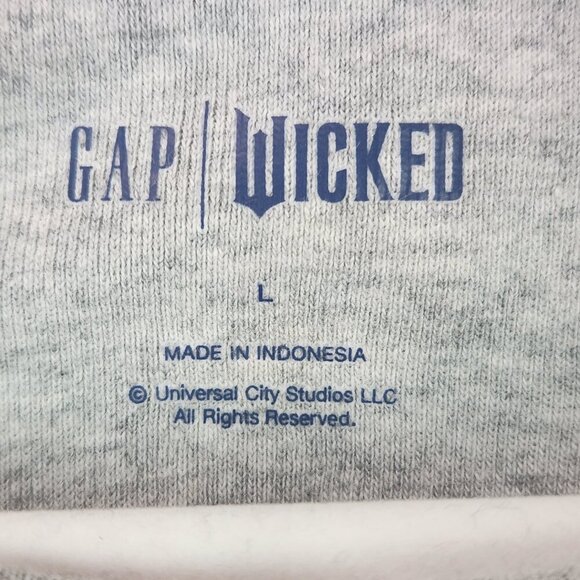 GAP | WICKED
L
MADE IN INDONESIA
© Universal City Studios LLC
All Rights Reserved.